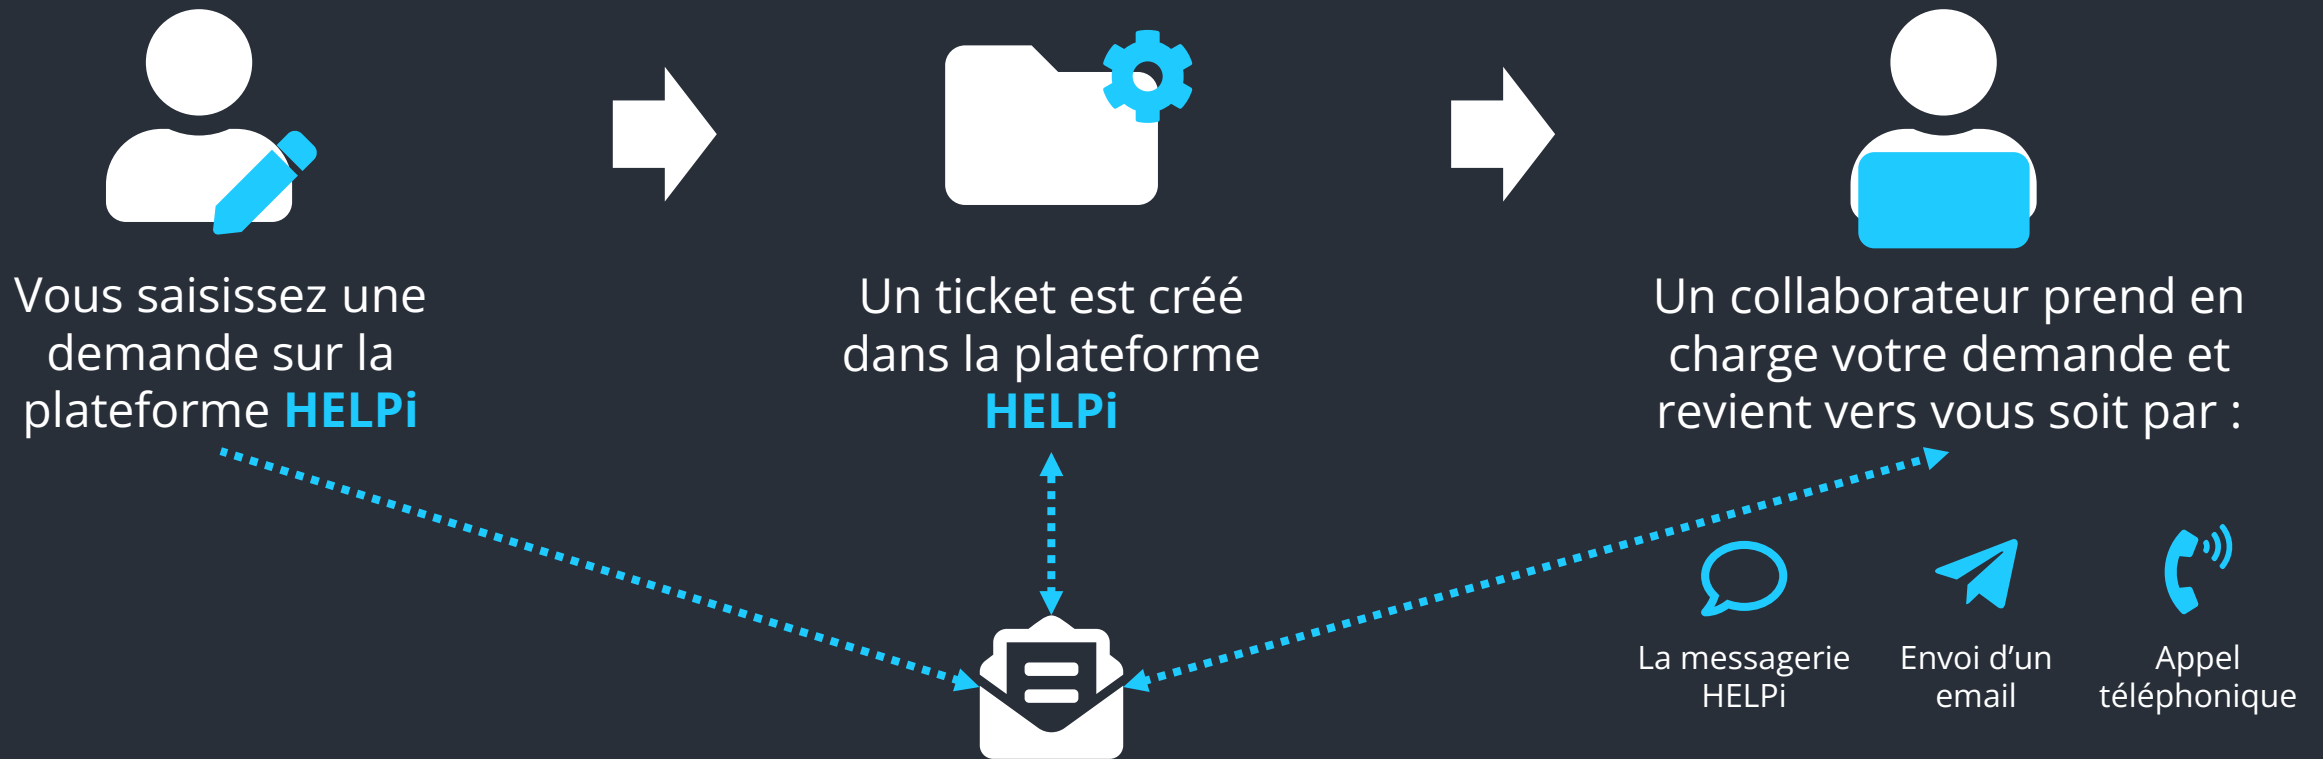 Vous saisissez une
demande sur la
plateforme HELPi
Un ticket est créé
dans la plateforme
HELPi
Un collaborateur prend en
charge votre demande et
revient vers vous soit par :
La messagerie
HELPi
Envoi d’un
email
Appel
téléphonique